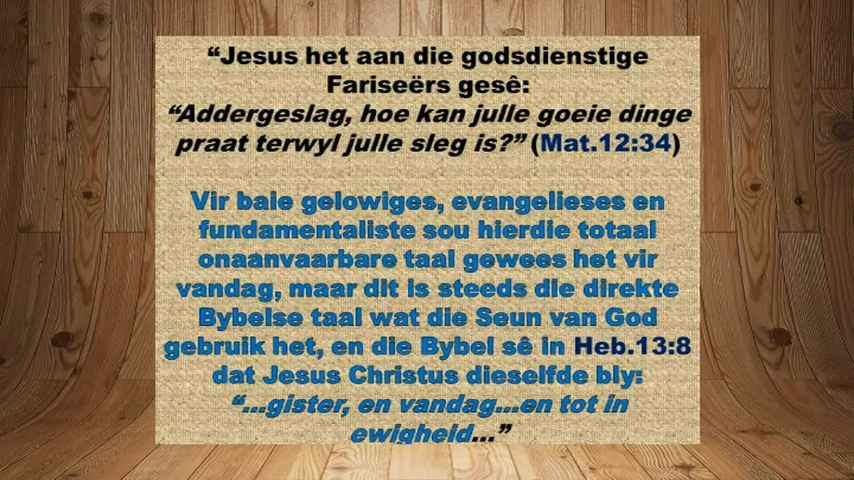 “Jesus het aan die godsdienstige
Fariseërs gesê:
“Addergeslag, hoe kan julle goeie dinge
praat terwyl julle sleg is?” (Mat.12:34)
Vir baie gelowiges, evangelieses en
fundamentaliste sou hierdie totaal
onaanvaarbare taal gewees het vir
vandag, maar dit is steeds die direkte
Bybelse taal wat die Seun van God
gebruik het, en die Bybel sê in Heb.13:8
dat Jesus Christus dieselfde bly:
“...gister, en vandag...en tot in
ewigheid...”